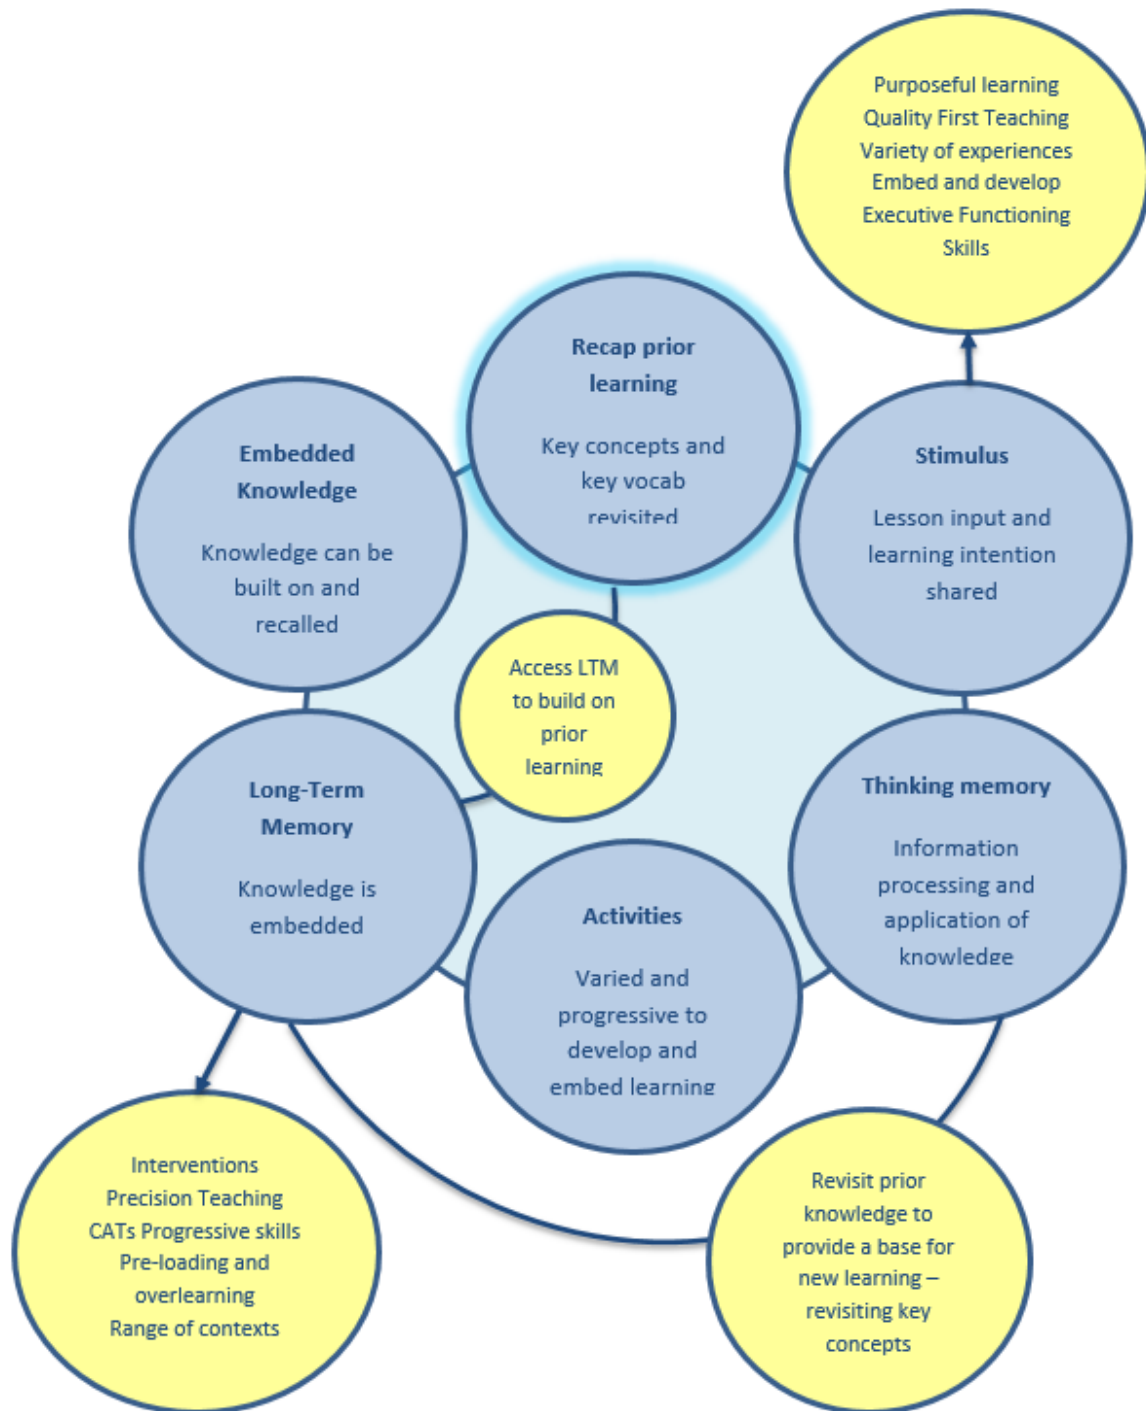 Purposeful learning
Quality First Teaching
Variety of experiences
Embed and develop
Executive Functioning
Skills
Recap prior
learning
Key concepts and
key vocab
revisited
Embedded
Knowledge
Knowledge can be
built on and
recalled
Stimulus
Lesson input and
learning intention
shared
Access LTM
to build on
prior
learning
Long-Term
Memory
Knowledge is
embedded
Thinking memory
Information
processing and
application of
knowledge
Activities
Varied and
progressive to
develop and
embed learning
Interventions
Precision Teaching
CATs Progressive skills
Pre-loading and
overlearning
Range of contexts
Revisit prior
knowledge to
provide a base for
new learning –
revisiting key
concepts